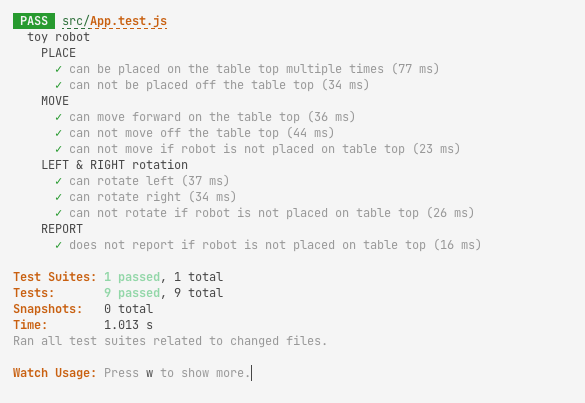 PASS src/App.test.js
toy robot
PLACE
✓ can be placed on the table top multiple times (77 ms)
✓ can not be placed off the table top (34 ms)
MOVE
✓ can move forward on the table top (36 ms)
✓ can not move off the table top (44 ms)
✓ can not move if robot is not placed on table top (23 ms)
LEFT & RIGHT rotation
✓ can rotate left (37 ms)
✓ can rotate right (34 ms)
✓ can not rotate if robot is not placed on table top (26 ms)
REPORT
✓ does not report if robot is not placed on table top (16 ms)
Test Suites: 1 passed, 1 total
Tests: 9 passed, 9 total
Snapshots: 0 total
Time: 1.013 s
Ran all test suites related to changed files.
Watch Usage: Press w to show more.